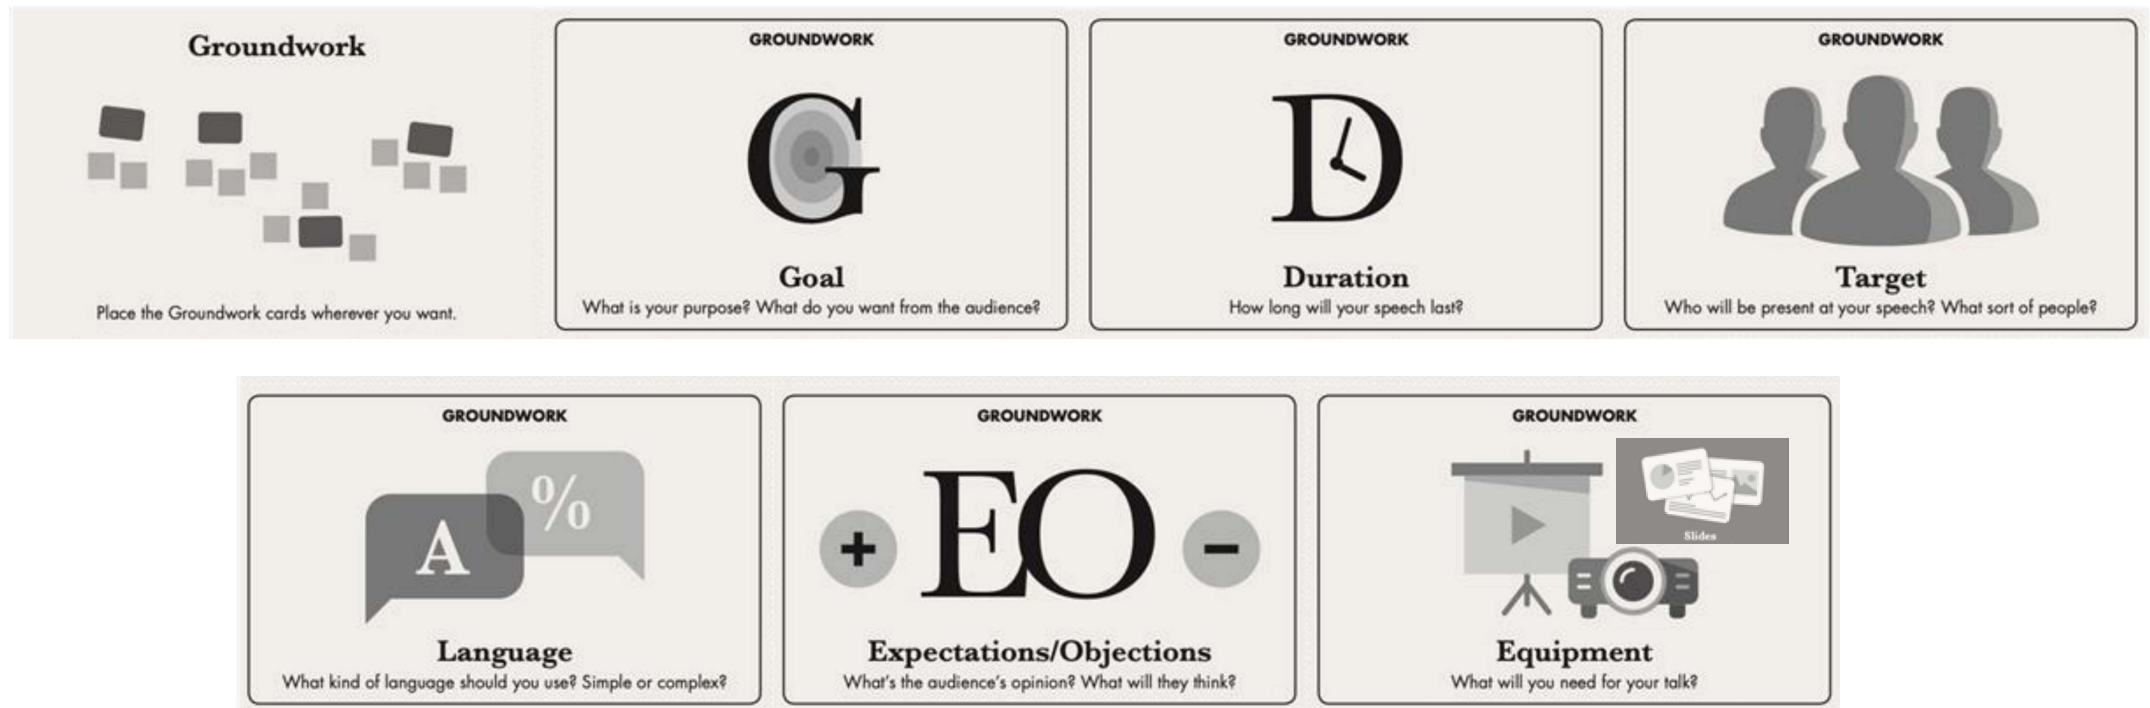 Groundwork
Place the Groundwork cards wherever you want.
GROUNDWORK
G
Goal
What is your purpose? What do you want from the audience?
GROUNDWORK
D
Duration
How long will your speech last?
GROUNDWORK
Target
Who will be present at your speech? What sort of people?
GROUNDWORK
A
%
Language
What kind of language should you use? Simple or complex?
GROUNDWORK
+ EO −
Expectations/Objections
What's the audience's opinion? What will they think?
GROUNDWORK
Slides
Equipment
What will you need for your talk?